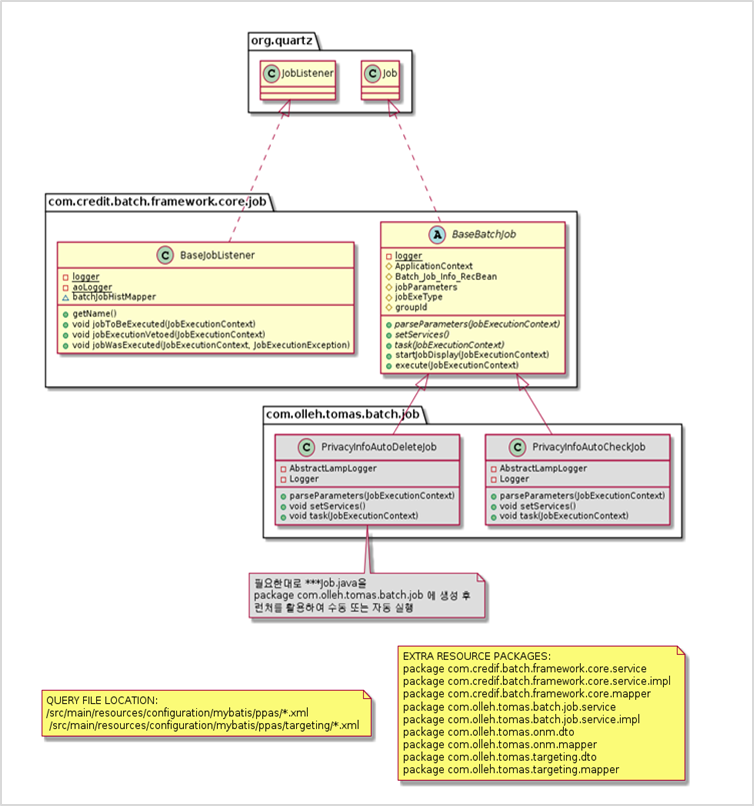 org.quartz
C JobListener
C Job
com.credit.batch.framework.core.job
C BaseJobListener
logger
aoLogger
batchJobHistMapper
getName()
void jobToBeExecuted(JobExecutionContext)
void jobExecutionVetoed(JobExecutionContext)
void jobWasExecuted(JobExecutionContext, JobExecutionException)
A BaseBatchJob
logger
ApplicationContext
Batch_Job_Info_RecBean
jobParameters
jobExeType
groupId
parseParameters(JobExecutionContext)
setServices()
task(JobExecutionContext)
startJobDisplay(JobExecutionContext)
execute(JobExecutionContext)
com.olleh.tomas.batch.job
C PrivacyInfoAutoDeleteJob
AbstractLampLogger
Logger
parseParameters(JobExecutionContext)
void setServices()
void task(JobExecutionContext)
C PrivacyInfoAutoCheckJob
AbstractLampLogger
Logger
parseParameters(JobExecutionContext)
void setServices()
void task(JobExecutionContext)
필요한대로 ***Job.java을
package com.olleh.tomas.batch.job 에 생성 후
런처를 활용하여 수동 또는 자동 실행
QUERY FILE LOCATION:
/src/main/resources/configuration/mybatis/ppas/*.xml
/src/main/resources/configuration/mybatis/ppas/targeting/*.xml
EXTRA RESOURCE PACKAGES:
package com.credif.batch.framework.core.service
package com.credif.batch.framework.core.service.impl
package com.credif.batch.framework.core.mapper
package com.olleh.tomas.batch.job.service
package com.olleh.tomas.batch.job.service.impl
package com.olleh.tomas.onm.dto
package com.olleh.tomas.onm.mapper
package com.olleh.tomas.targeting.dto
package com.olleh.tomas.targeting.mapper